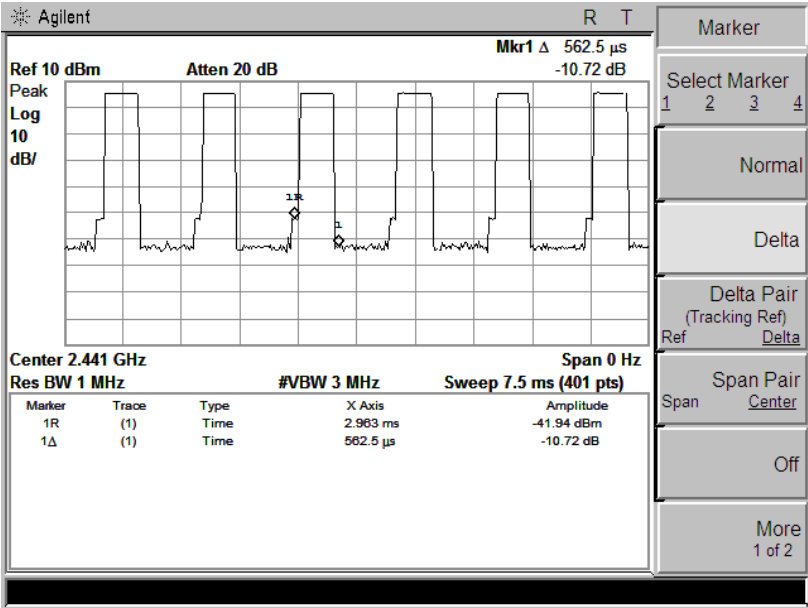 Agilent R T
Mkr1 Δ 562.5 µs
Ref 10 dBm Atten 20 dB -10.72 dB
Peak
Log
10
dB/
1R
1
Center 2.441 GHz Span 0 Hz
Res BW 1 MHz #VBW 3 MHz Sweep 7.5 ms (401 pts)
Marker Trace Type X Axis Amplitude
1R (1) Time 2.963 ms -41.94 dBm
1Δ (1) Time 562.5 µs -10.72 dB
Marker
Select Marker
1 2 3 4
Normal
Delta
Delta Pair
(Tracking Ref)
Ref Delta
Span Pair
Span Center
Off
More
1 of 2